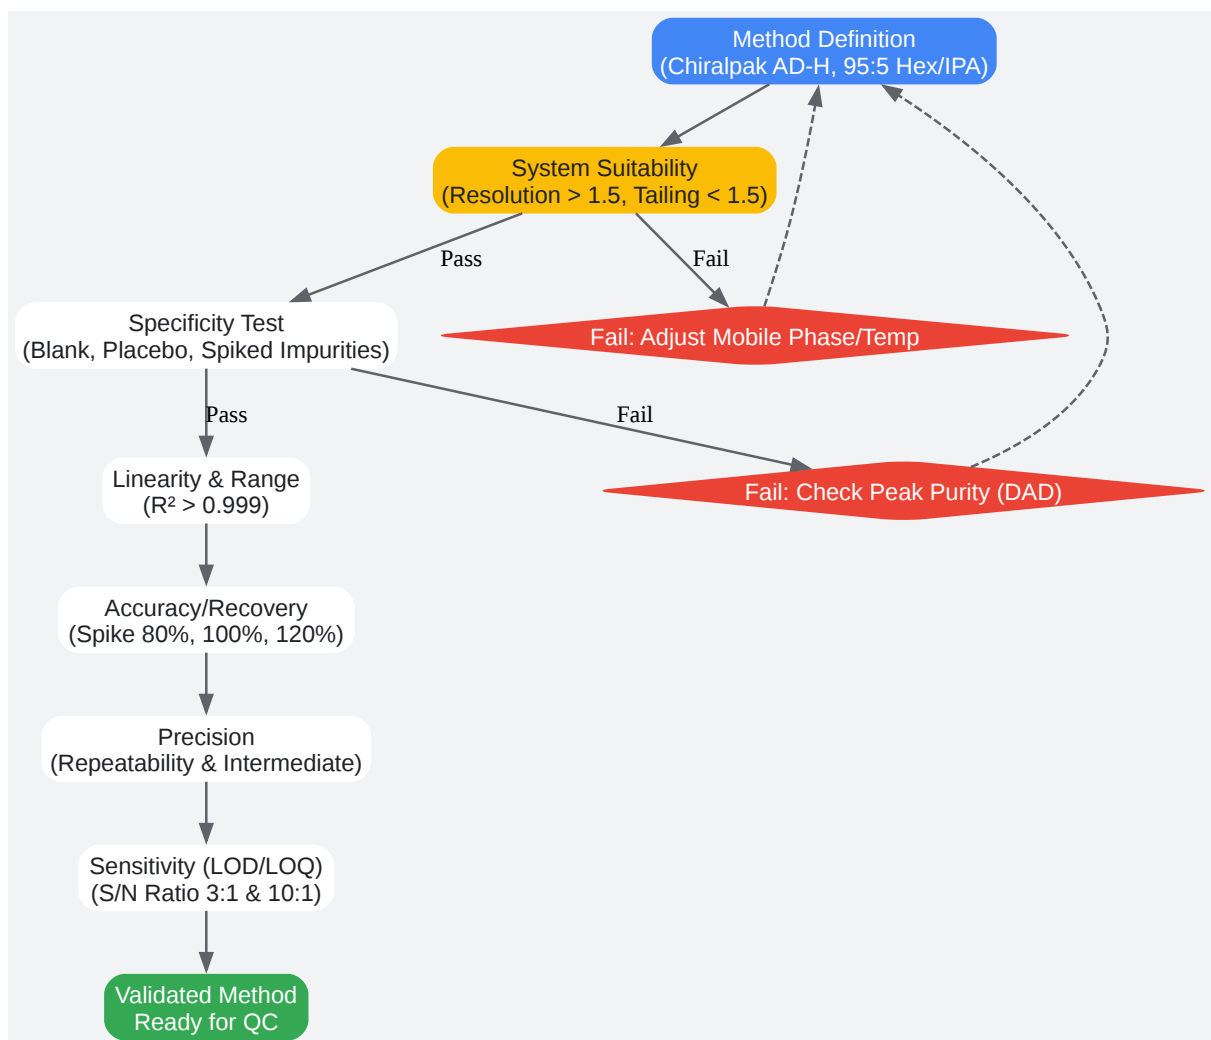 Method Definition
(Chiralpak AD-H, 95:5 Hex/IPA)
System Suitability
(Resolution > 1.5, Tailing < 1.5)
Pass
Fail
Specificity Test
(Blank, Placebo, Spiked Impurities)
Fail: Adjust Mobile Phase/Temp
Pass
Fail
Linearity & Range
(R² > 0.999)
Fail: Check Peak Purity (DAD)
Accuracy/Recovery
(Spike 80%, 100%, 120%)
Precision
(Repeatability & Intermediate)
Sensitivity (LOD/LOQ)
(S/N Ratio 3:1 & 10:1)
Validated Method
Ready for QC